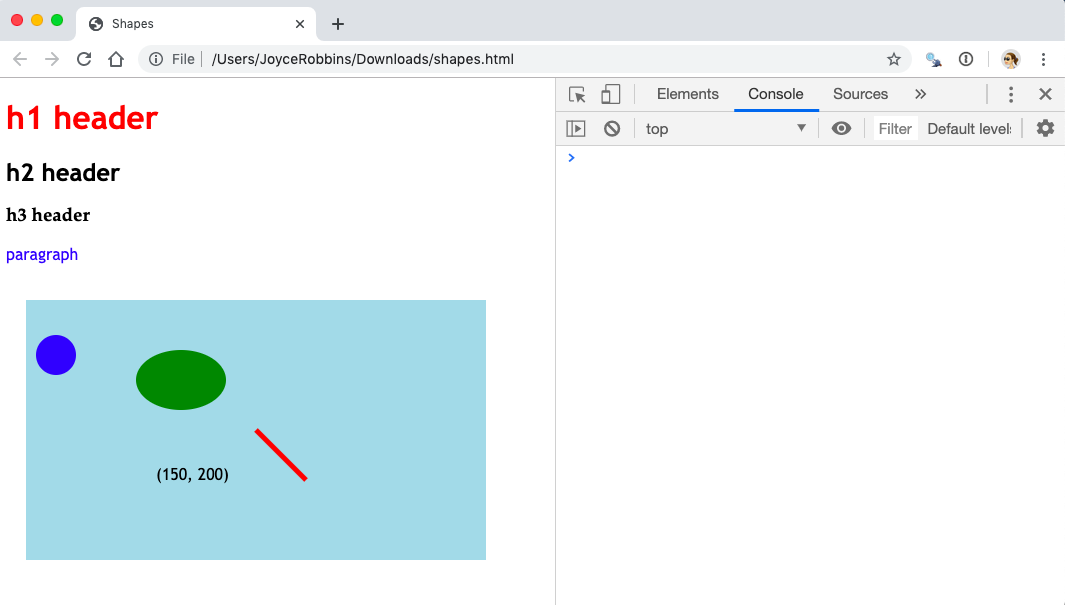 Shapes
File /Users/JoyceRobbins/Downloads/shapes.html
Elements Console Sources
top Filter Default levels
h1 header
h2 header
h3 header
paragraph
(150, 200)